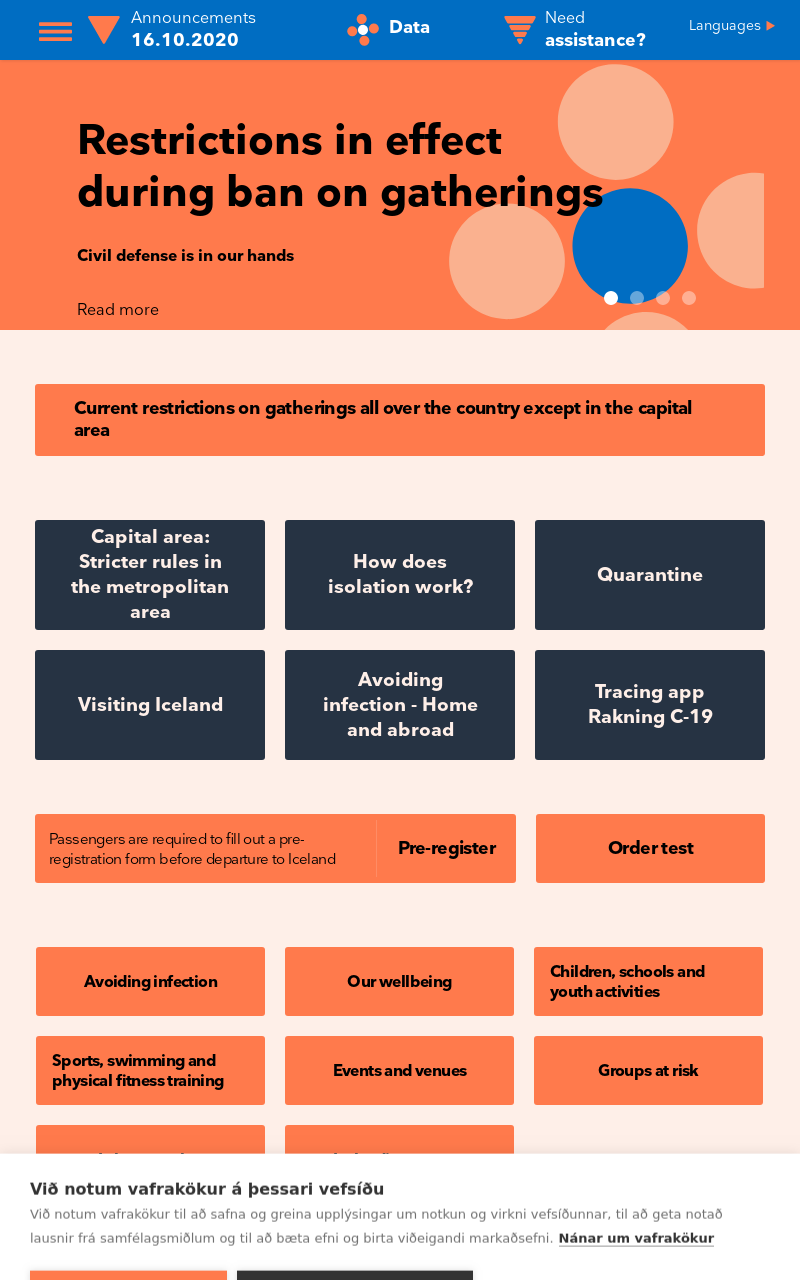 Announcements
16.10.2020
Data
Need
assistance?
Languages
Restrictions in effect
during ban on gatherings
Civil defense is in our hands
Read more
Current restrictions on gatherings all over the country except in the capital
area
Capital area:
Stricter rules in
the metropolitan
area
How does
isolation work?
Quarantine
Visiting Iceland
Avoiding
infection - Home
and abroad
Tracing app
Rakning C-19
Passengers are required to fill out a pre-
registration form before departure to Iceland
Pre-register
Order test
Avoiding infection
Our wellbeing
Children, schools and
youth activities
Sports, swimming and
physical fitness training
Events and venues
Groups at risk
Við notum vafrakökur á þessari vefsíðu
Við notum vafrakökur til að safna og greina upplýsingar um notkun og virkni vefsíðunnar, til að geta notað
lausnir frá samfélagsmiðlum og til að bæta efni og birta viðeigandi markaðsefni. Nánar um vafrakökur